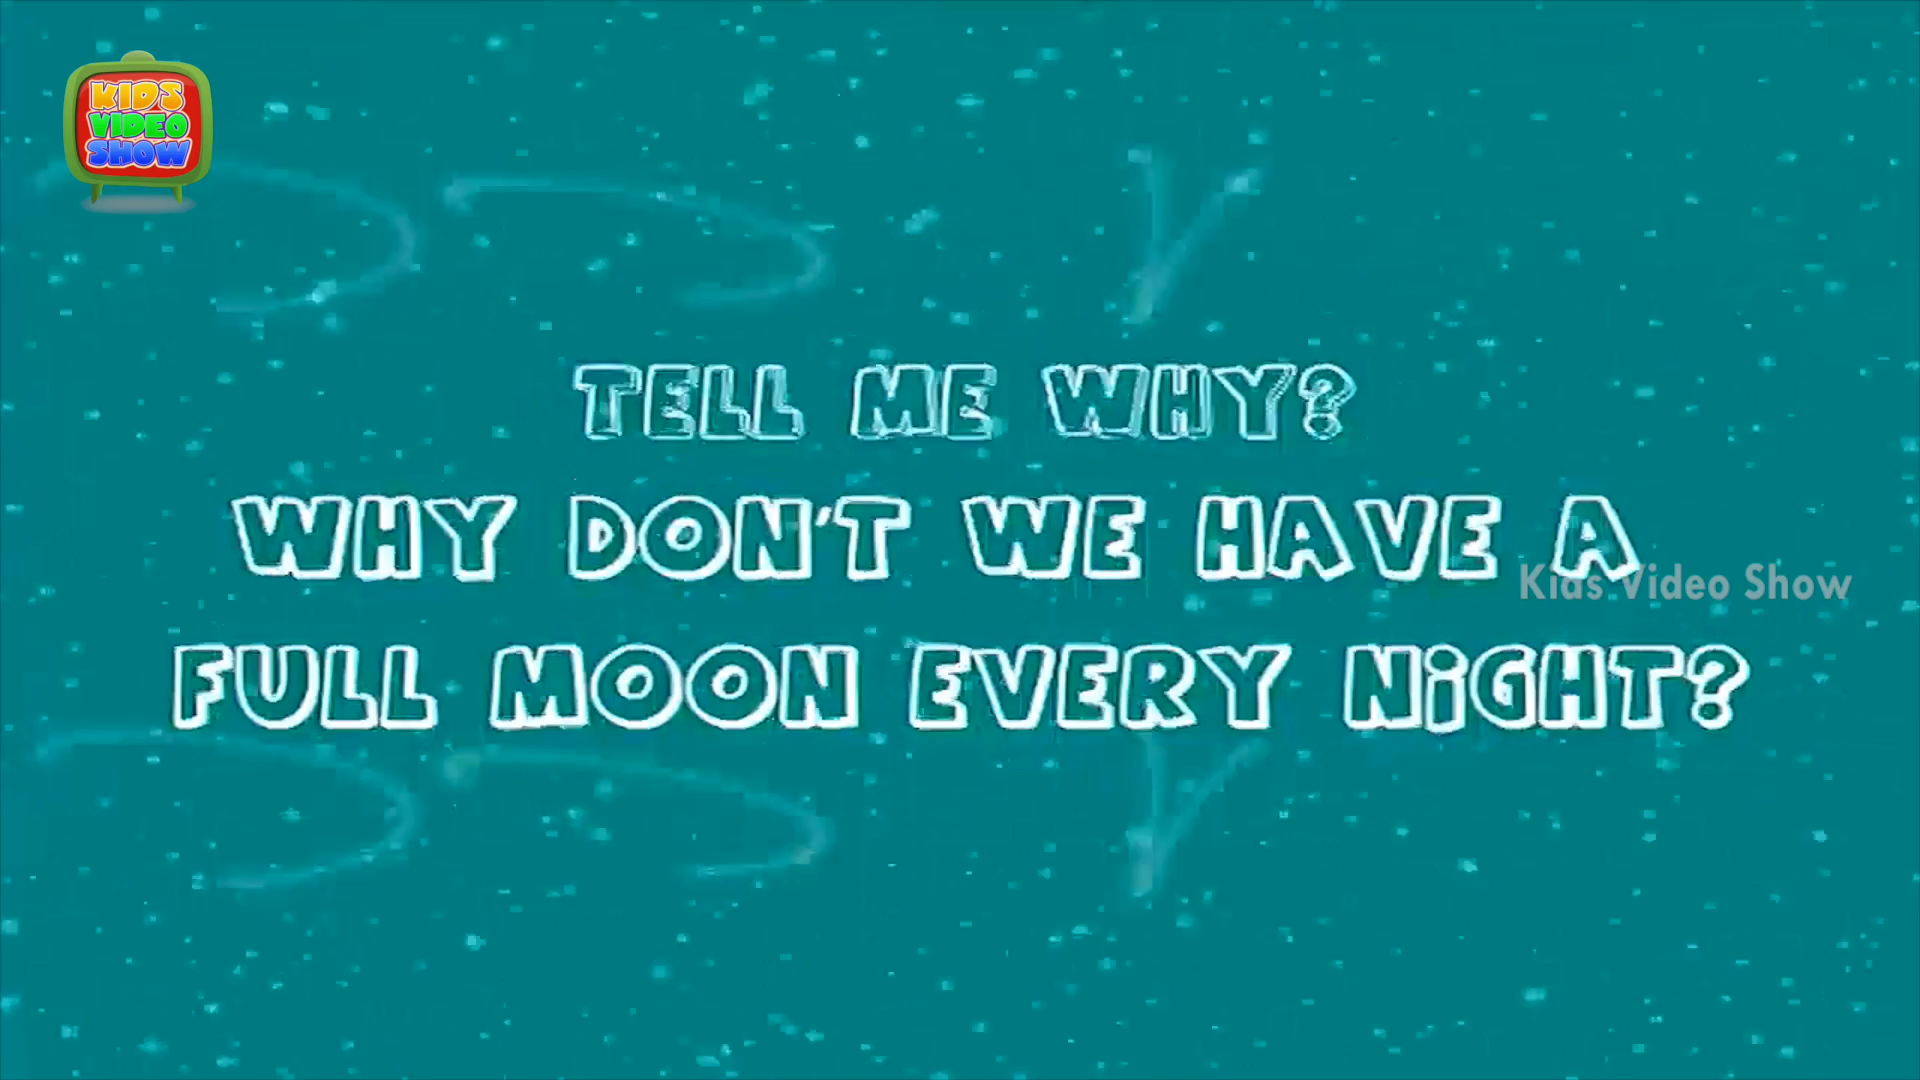 KIDS
VIDEO
SHOW
TELL ME WHY?
WHY DON'T WE HAVE A
Kids Video Show
FULL MOON EVERY NIGHT?